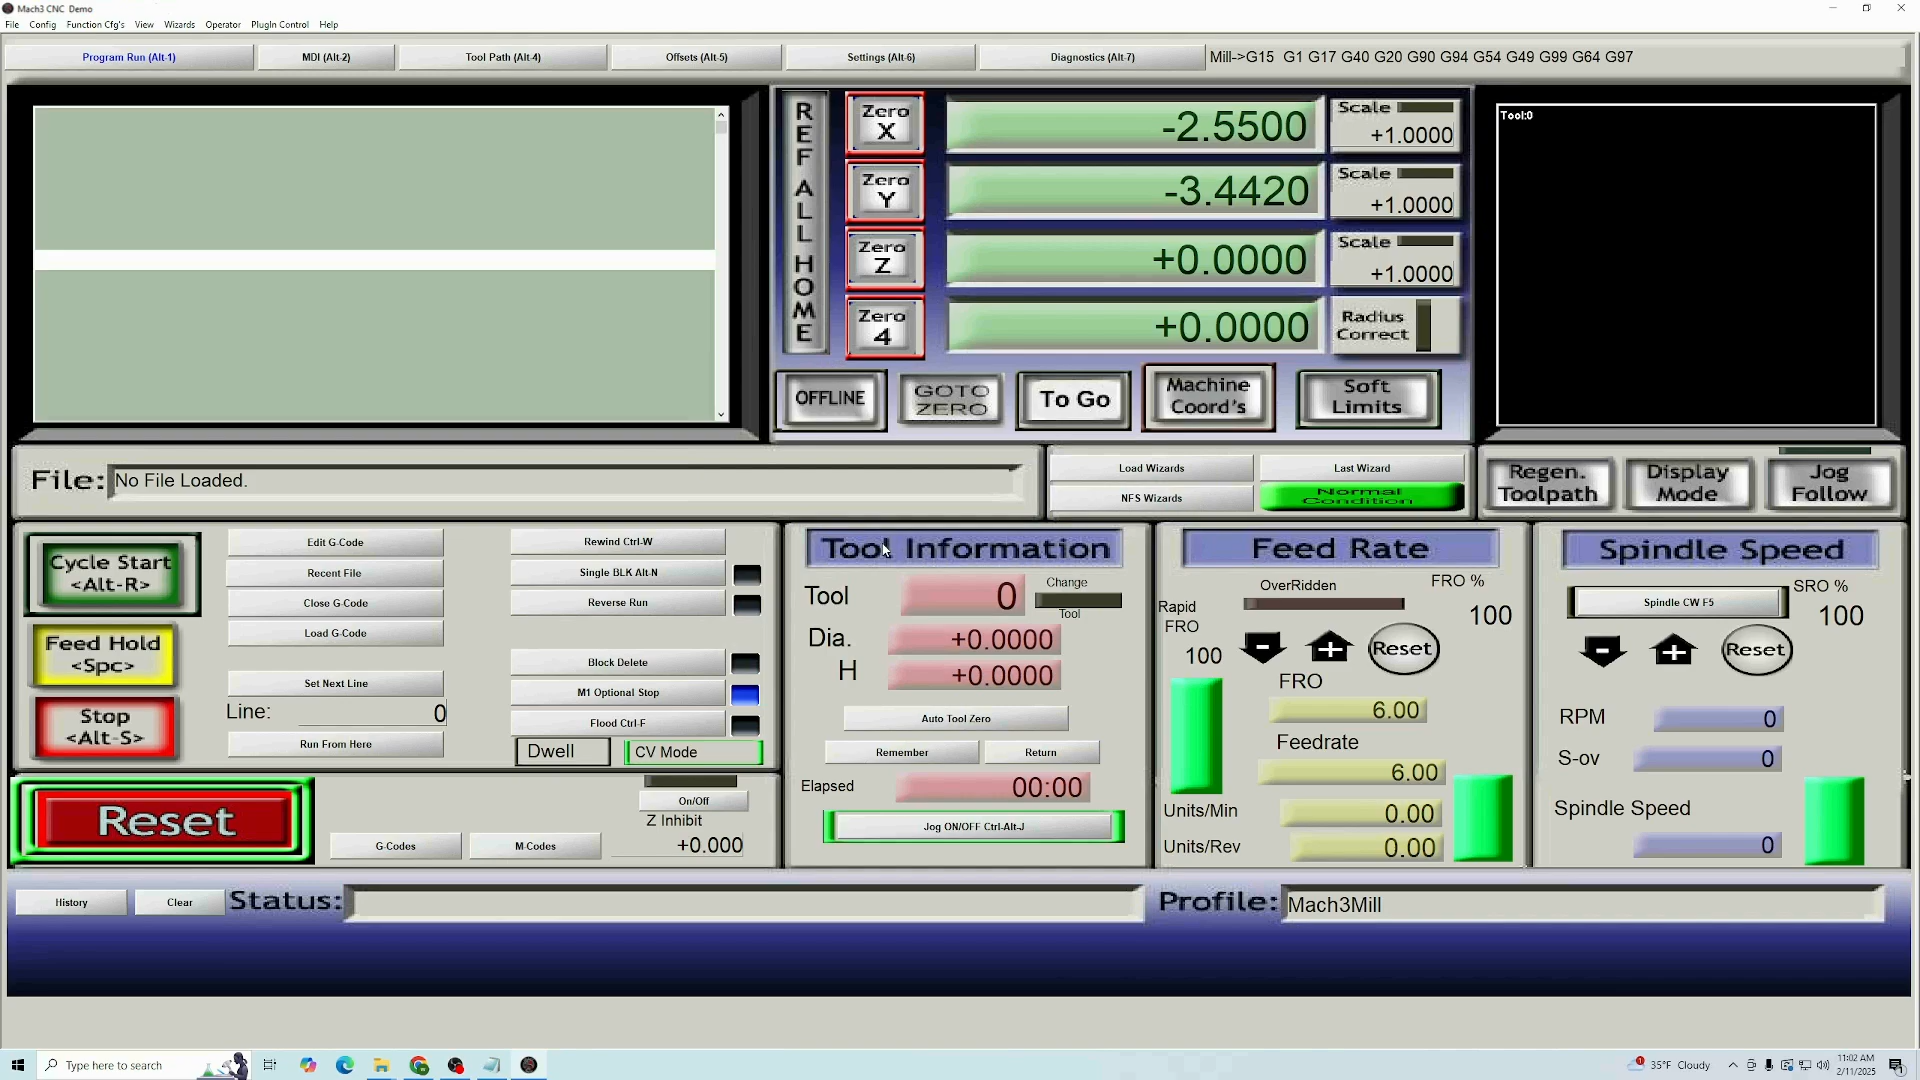 Mach3 CNC Demo
File Config Function Cfg's View Wizards Operator PlugIn Control Help
Program Run (Alt-1) MDI (Alt-2) Tool Path (Alt-4) Offsets (Alt-5) Settings (Alt-6) Diagnostics (Alt-7) Mill->G15 G1 G17 G40 G20 G90 G94 G54 G49 G99 G64 G97
REF ALL HOME
Zero X -2.5500 Scale +1.0000
Zero Y -3.4420 Scale +1.0000
Zero Z +0.0000 Scale +1.0000
Zero 4 +0.0000 Radius Correct
OFFLINE GOTO ZERO To Go Machine Coord's Soft Limits
Tool:0
File: No File Loaded.
Load Wizards Last Wizard
NFS Wizards Normal Condition
Regen. Toolpath Display Mode Jog Follow
Cycle Start <Alt-R>
Feed Hold <Spc>
Stop <Alt-S>
Edit G-Code
Recent File
Close G-Code
Load G-Code
Set Next Line
Line: 0
Run From Here
Rewind Ctrl-W
Single BLK Alt-N
Reverse Run
Block Delete
M1 Optional Stop
Flood Ctrl-F
Dwell CV Mode
Reset
G-Codes M-Codes
On/Off
Z Inhibit
+0.000
Tool Information
Tool 0 Change Tool
Dia. +0.0000
H +0.0000
Auto Tool Zero
Remember Return
Elapsed 00:00
Jog ON/OFF Ctrl-Alt-J
Feed Rate
OverRidden FRO %
100
Rapid FRO
100
Reset
FRO
6.00
Feedrate
6.00
Units/Min 0.00
Units/Rev 0.00
Spindle Speed
Spindle CW F5 SRO %
100
Reset
RPM 0
S-ov 0
Spindle Speed
0
History Clear Status: Profile: Mach3Mill
Type here to search
35°F Cloudy
11:02 AM
2/11/2025